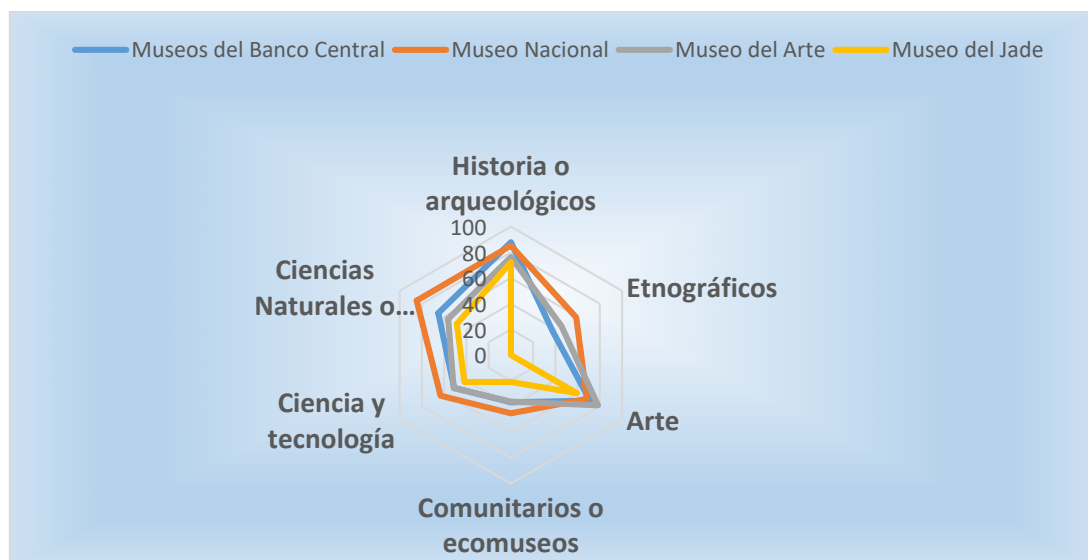 Museos del Banco Central Museo Nacional Museo del Arte Museo del Jade
Historia o
arqueológicos
100
80
60
40
20
0
Etnográficos
Arte
Comunitarios o
ecomuseos
Ciencia y
tecnología
Ciencias
Naturales o...